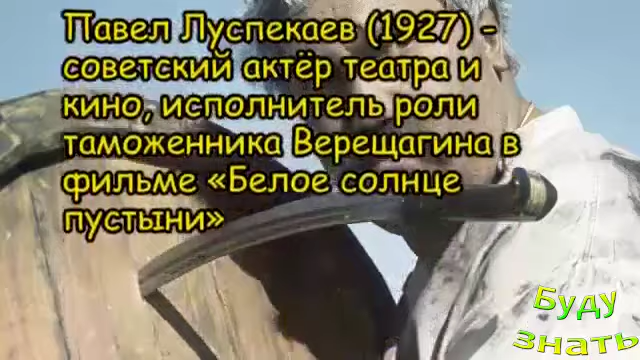 Павел Луспекаев (1927) -
советский актёр театра и
кино, исполнитель роли
таможенника Верещагина в
фильме «Белое солнце
пустыни»
Буду
знать